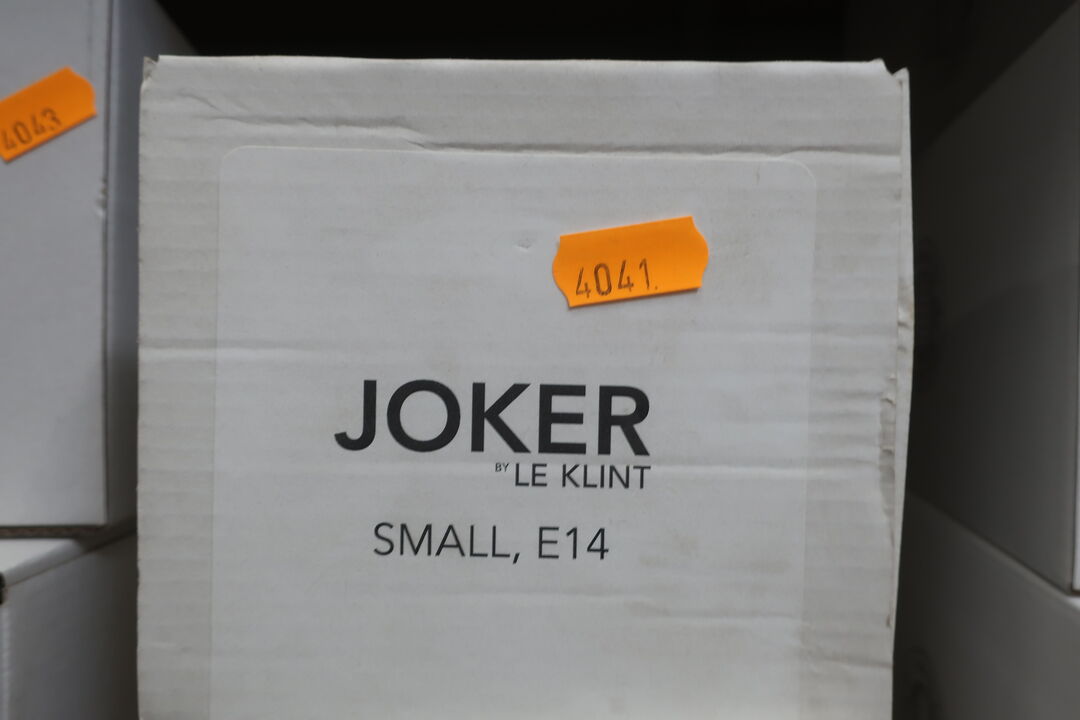 4043
4041.
JOKER
BY LE KLINT
SMALL, E14